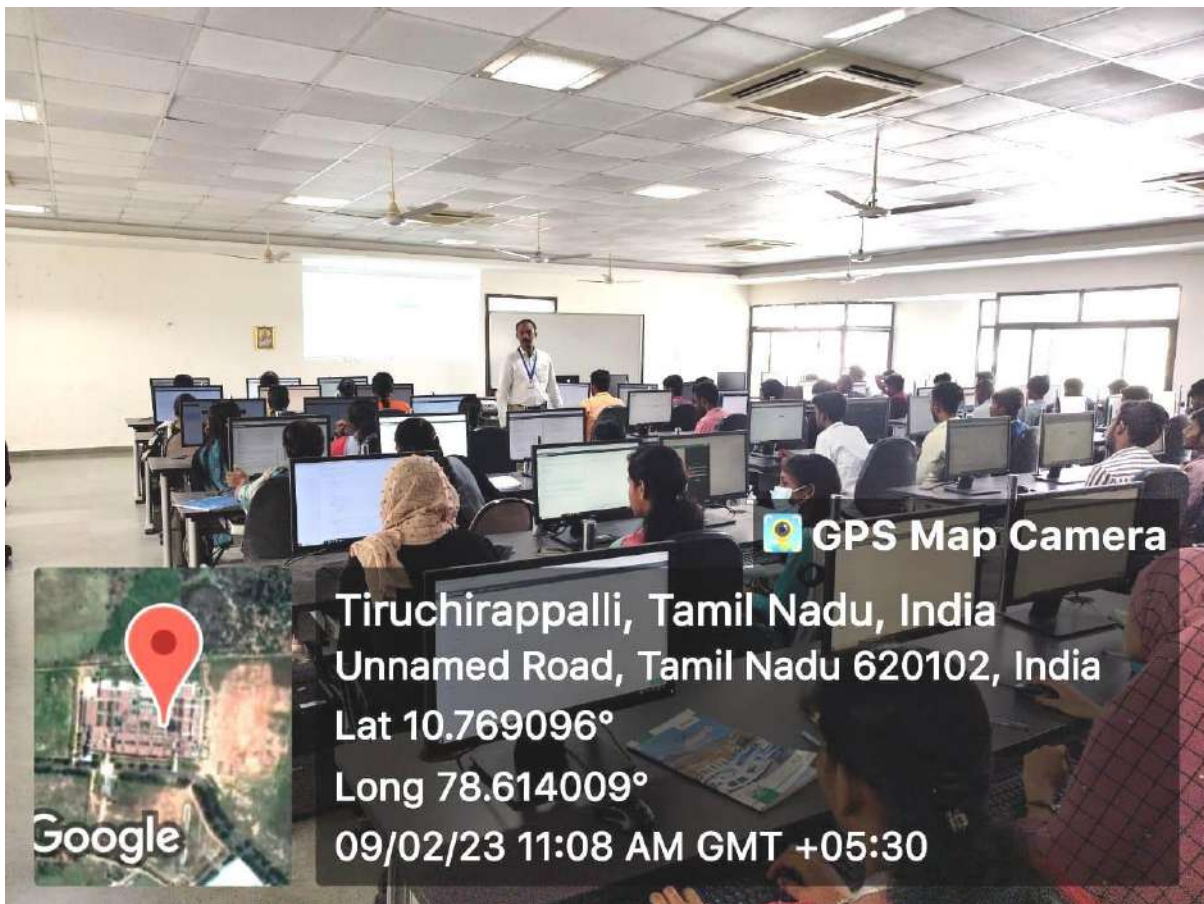 GPS Map Camera
Tiruchirappalli, Tamil Nadu, India
Unnamed Road, Tamil Nadu 620102, India
Lat 10.769096°
Long 78.614009°
09/02/23 11:08 AM GMT +05:30
Google